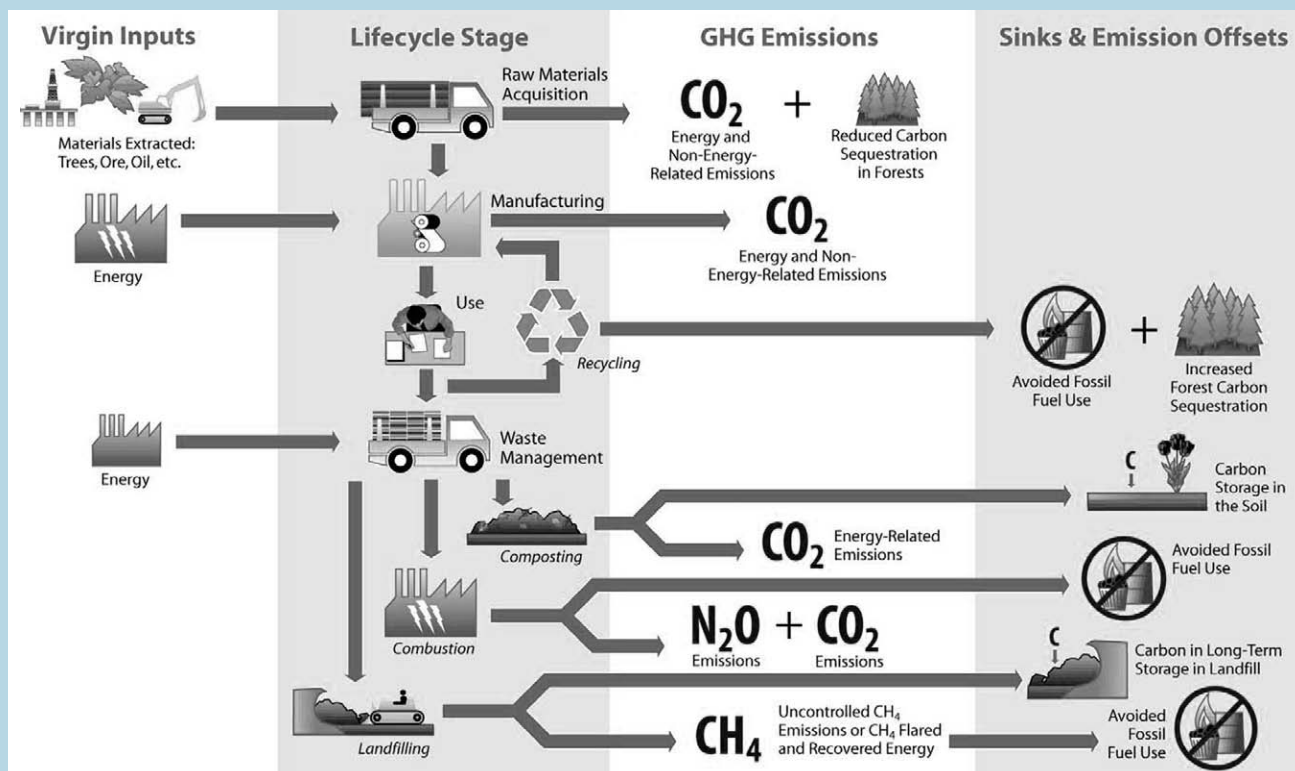 Virgin Inputs
Lifecycle Stage
GHG Emissions
Sinks & Emission Offsets
Materials Extracted:
Trees, Ore, Oil, etc.
Raw Materials
Acquisition
CO₂
Energy and
Non-Energy-
Related Emissions
+
Reduced Carbon
Sequestration
in Forests
Energy
Manufacturing
CO₂
Energy and Non-
Energy-Related Emissions
Use
Recycling
Avoided Fossil
Fuel Use
+
Increased
Forest Carbon
Sequestration
Energy
Waste
Management
Composting
C
Carbon
Storage in
the Soil
CO₂
Energy-Related
Emissions
Combustion
Avoided Fossil
Fuel Use
N₂O + CO₂
Emissions
Emissions
Landfilling
C
Carbon in Long-Term
Storage in Landfill
CH₄
Uncontrolled CH₄
Emissions or CH₄ Flared
and Recovered Energy
Avoided
Fossil
Fuel Use